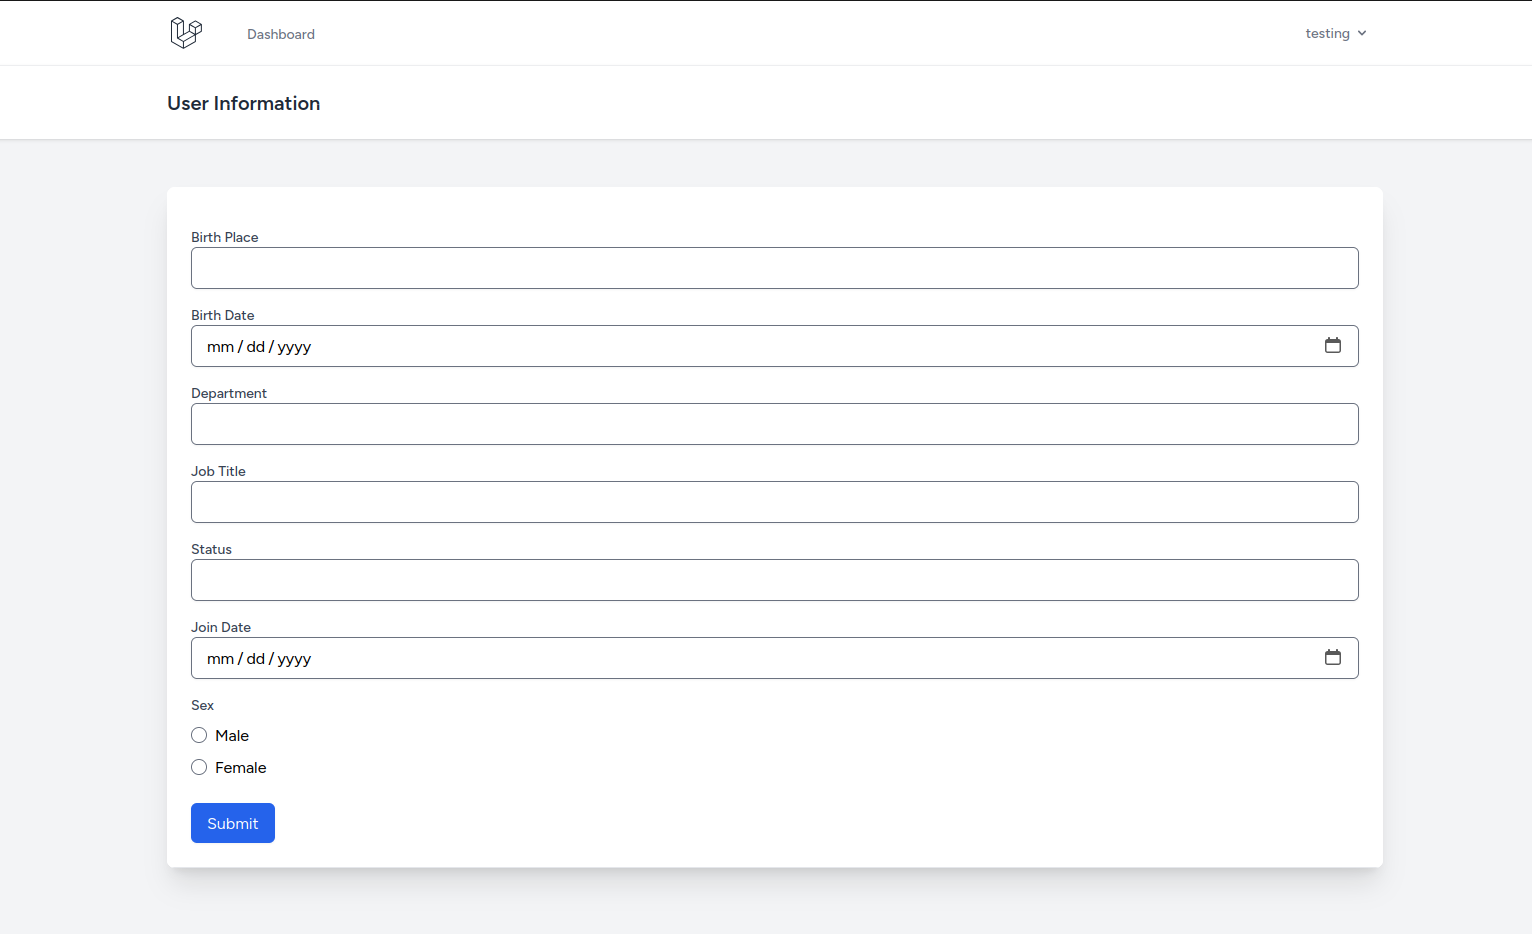 Dashboard
testing
User Information
Birth Place
Birth Date
mm / dd / yyyy
Department
Job Title
Status
Join Date
mm / dd / yyyy
Sex
Male
Female
Submit